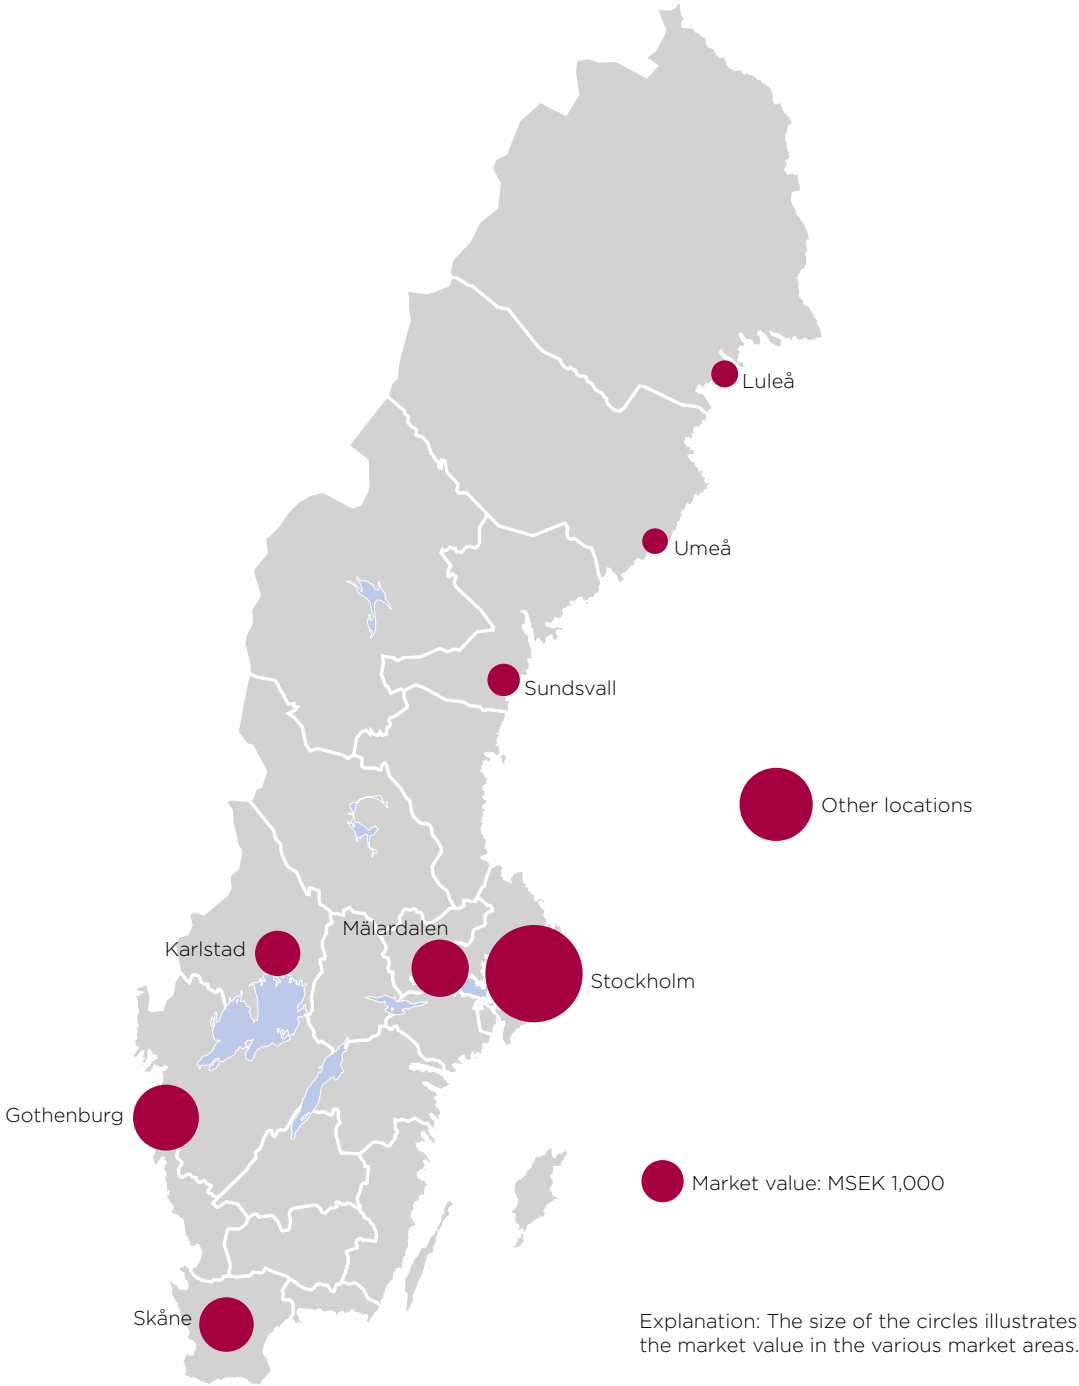 Luleå
Umeå
Sundsvall
Other locations
Mälardalen
Karlstad
Stockholm
Gothenburg
Market value: MSEK 1,000
Skåne
Explanation: The size of the circles illustrates
the market value in the various market areas.